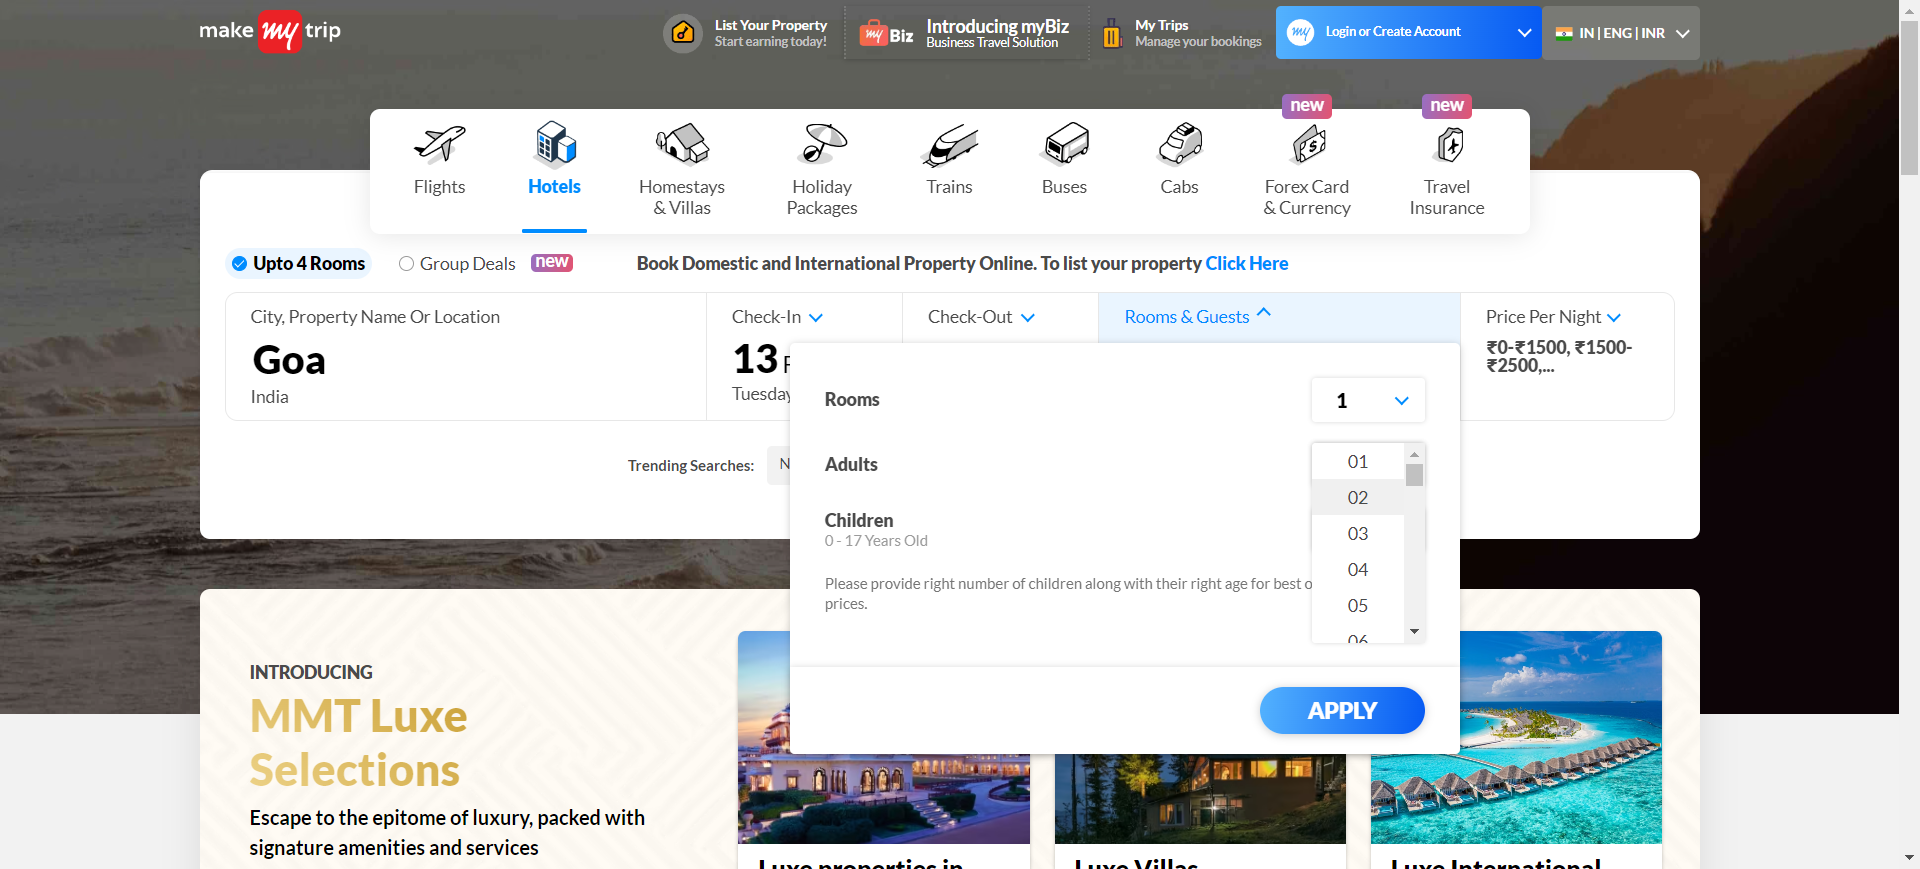 make my trip
List Your Property
Start earning today!
my Biz
Introducing myBiz
Business Travel Solution
My Trips
Manage your bookings
my
Login or Create Account
IN | ENG | INR
new
new
Flights
Hotels
Homestays
& Villas
Holiday
Packages
Trains
Buses
Cabs
Forex Card
& Currency
Travel
Insurance
Upto 4 Rooms
Group Deals
new
Book Domestic and International Property Online. To list your property Click Here
City, Property Name Or Location
Goa
India
Check-In
13
Tuesday
Check-Out
Rooms & Guests
Price Per Night
₹0-₹1500, ₹1500-
₹2500,...
Rooms
1
Adults
01
02
03
04
05
06
Children
0 - 17 Years Old
Please provide right number of children along with their right age for best
prices.
APPLY
Trending Searches:
INTRODUCING
MMT Luxe
Selections
Escape to the epitome of luxury, packed with
signature amenities and services
Luxe properties in
Luxe Villas
Luxe International